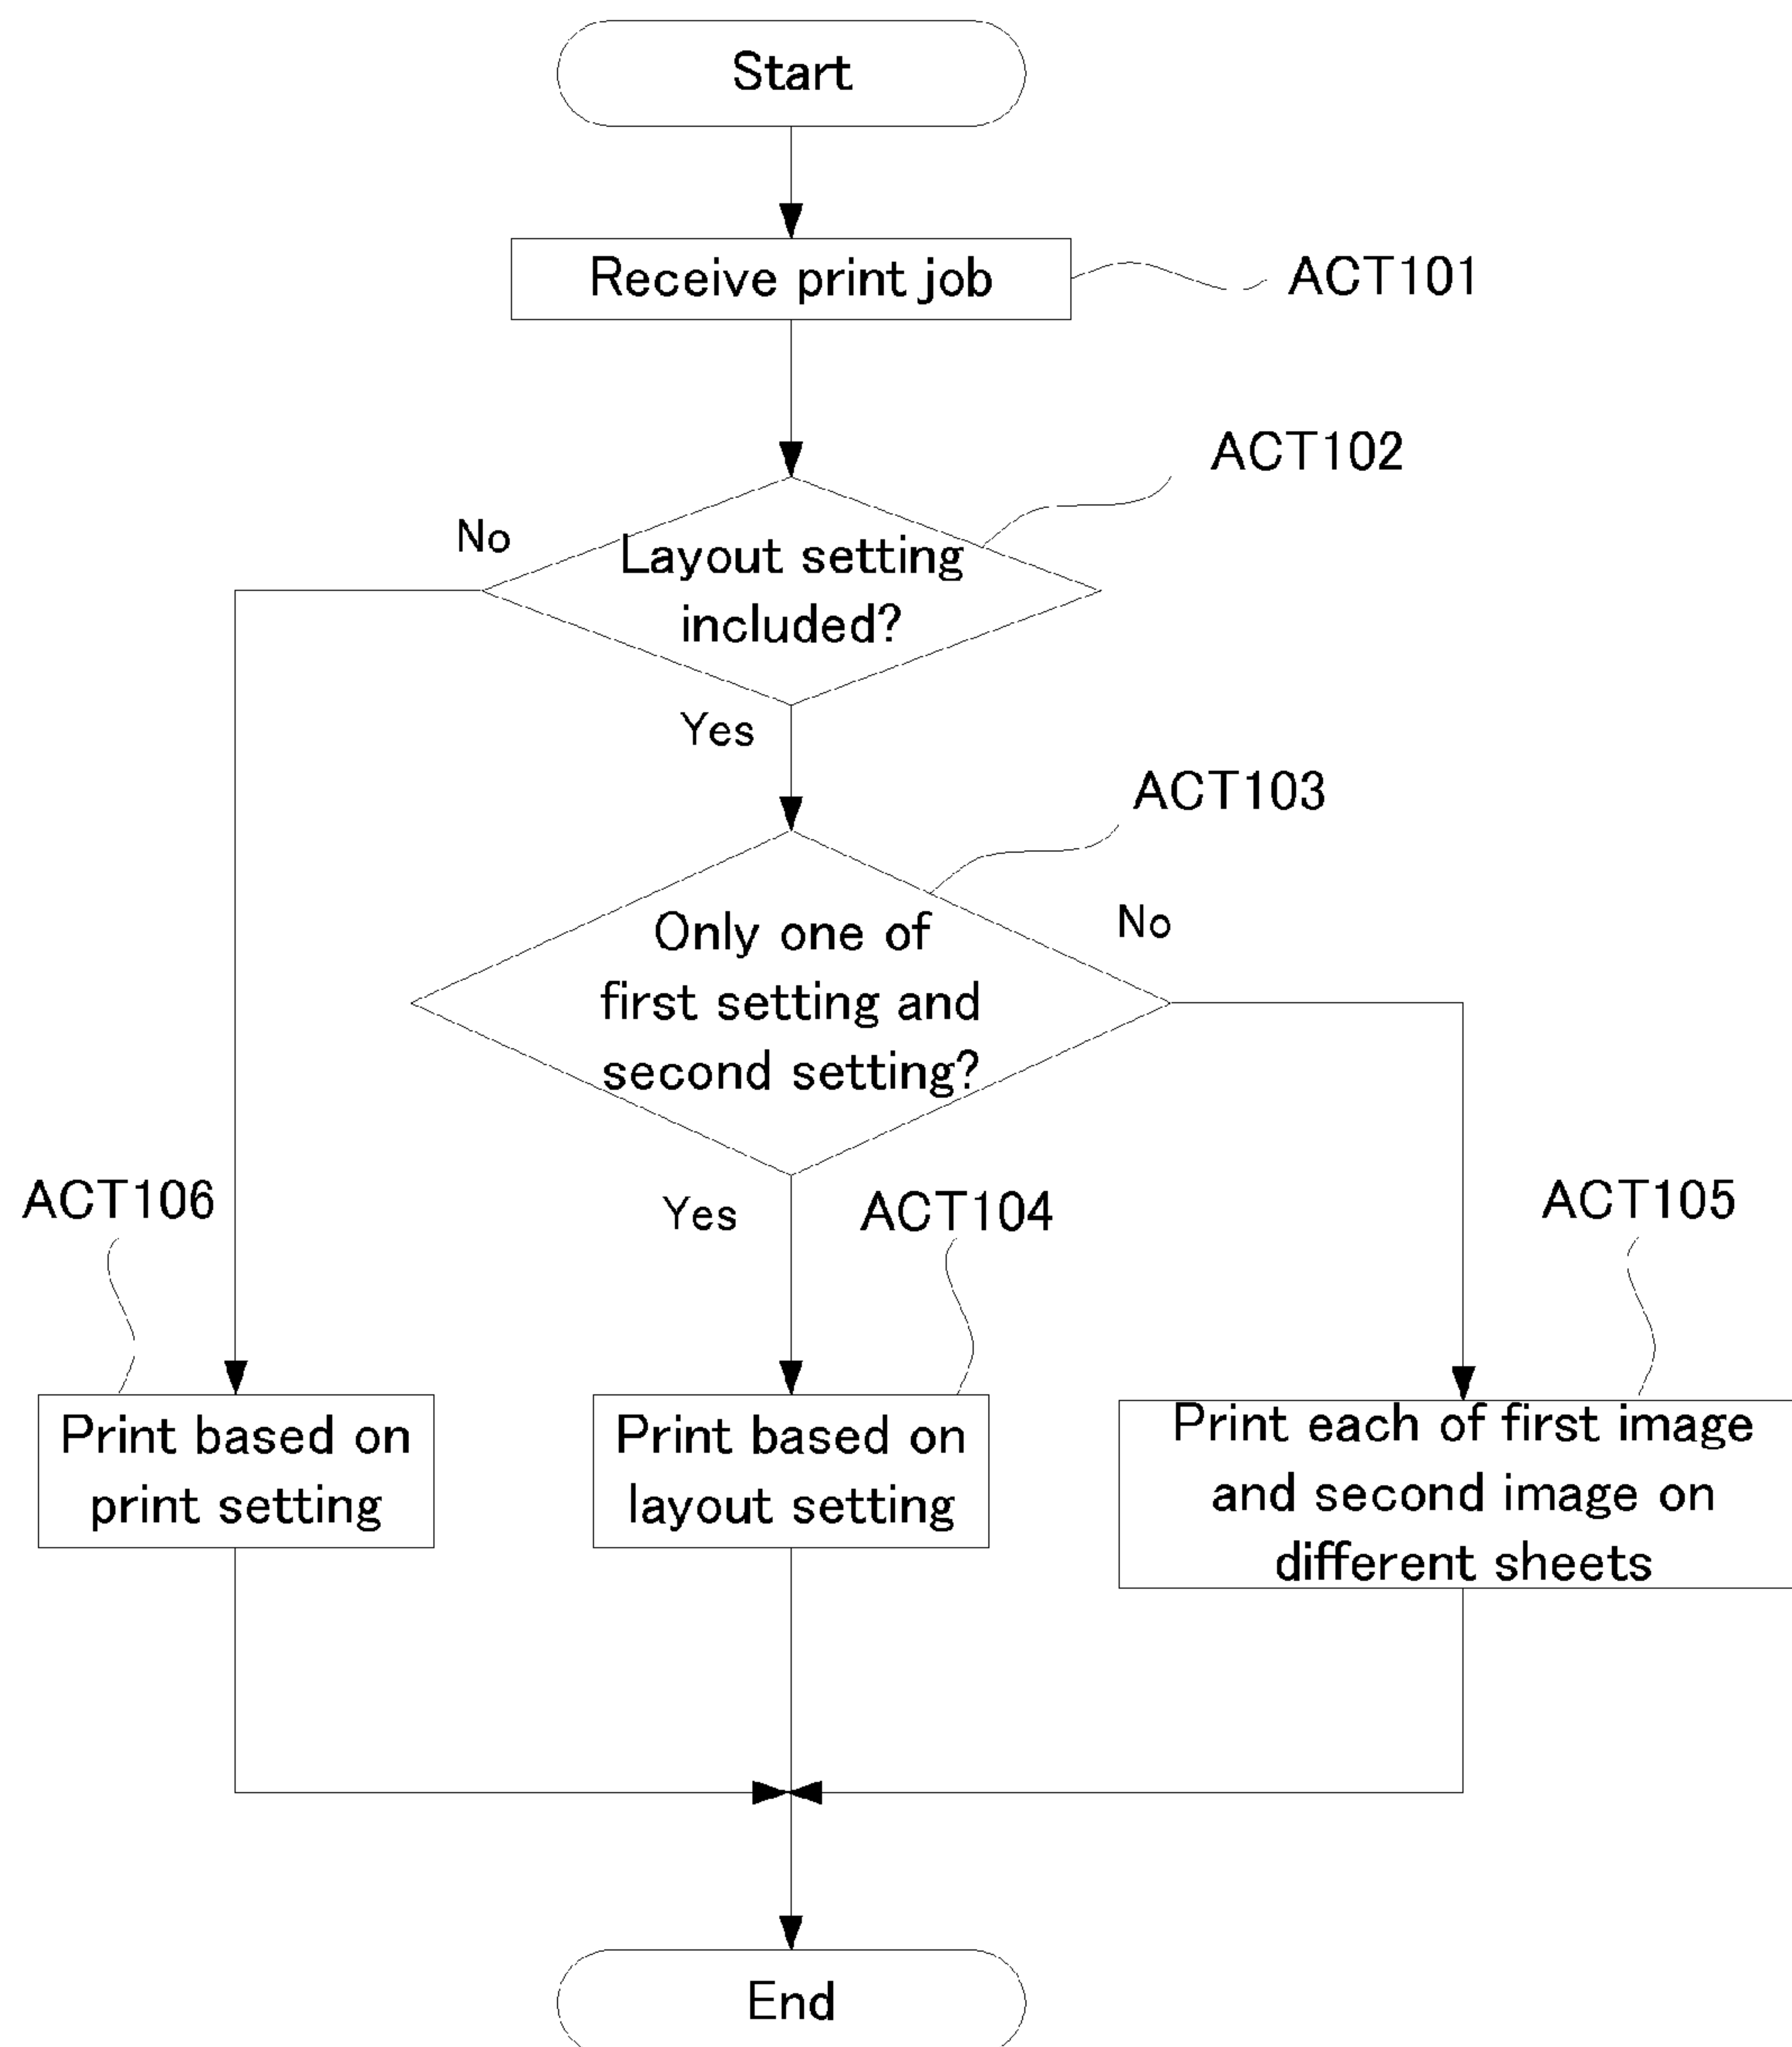 Start
Receive print job
ACT101
ACT102
No
Layout setting
included?
Yes
ACT103
Only one of
first setting and
second setting?
No
ACT106
Yes
ACT104
ACT105
Print based on
print setting
Print based on
layout setting
Print each of first image
and second image on
different sheets
End